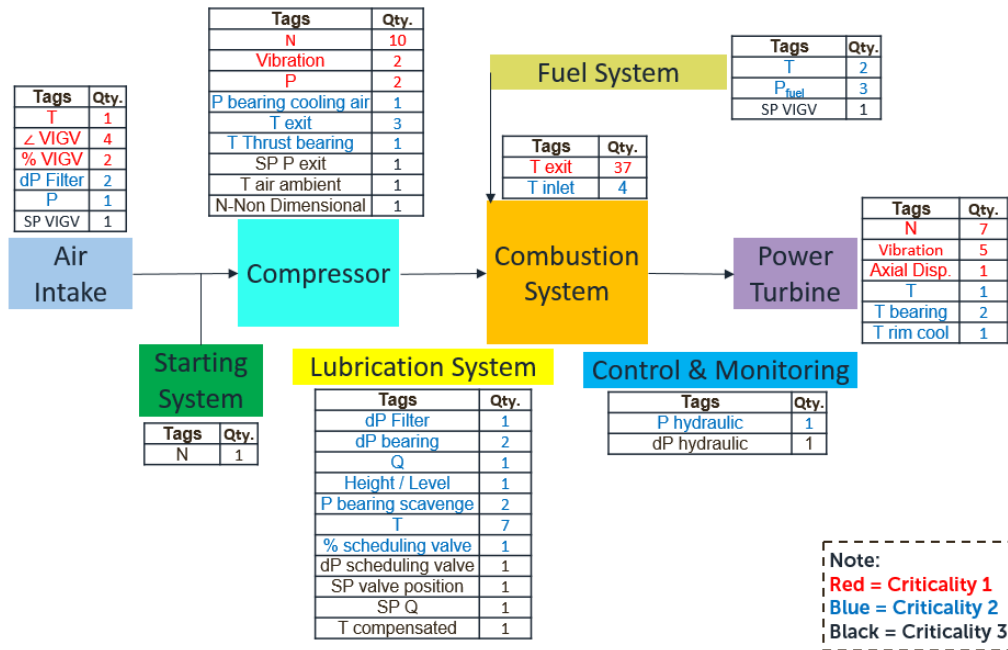 Tags Qty.
N 10
Vibration 2
P 2
P bearing cooling air 1
T exit 3
T Thrust bearing 1
SP P exit 1
T air ambient 1
N-Non Dimensional 1
Fuel System
Tags Qty.
T 2
P fuel 3
SP VIGV 1
Tags Qty.
T 1
∠ VIGV 4
% VIGV 2
dP Filter 2
P 1
SP VIGV 1
T exit 37
T inlet 4
Tags Qty.
N 7
Vibration 5
Axial Disp. 1
T 1
T bearing 2
T rim cool 1
Air
Intake
Compressor
Combustion
System
Power
Turbine
Starting
System
Tags Qty.
N 1
Lubrication System
Tags Qty.
dP Filter 1
dP bearing 2
Q 1
Height / Level 1
P bearing scavenge 2
T 7
% scheduling valve 1
dP scheduling valve 1
SP valve position 1
SP Q 1
T compensated 1
Control & Monitoring
Tags Qty.
P hydraulic 1
dP hydraulic 1
Note:
Red = Criticality 1
Blue = Criticality 2
Black = Criticality 3